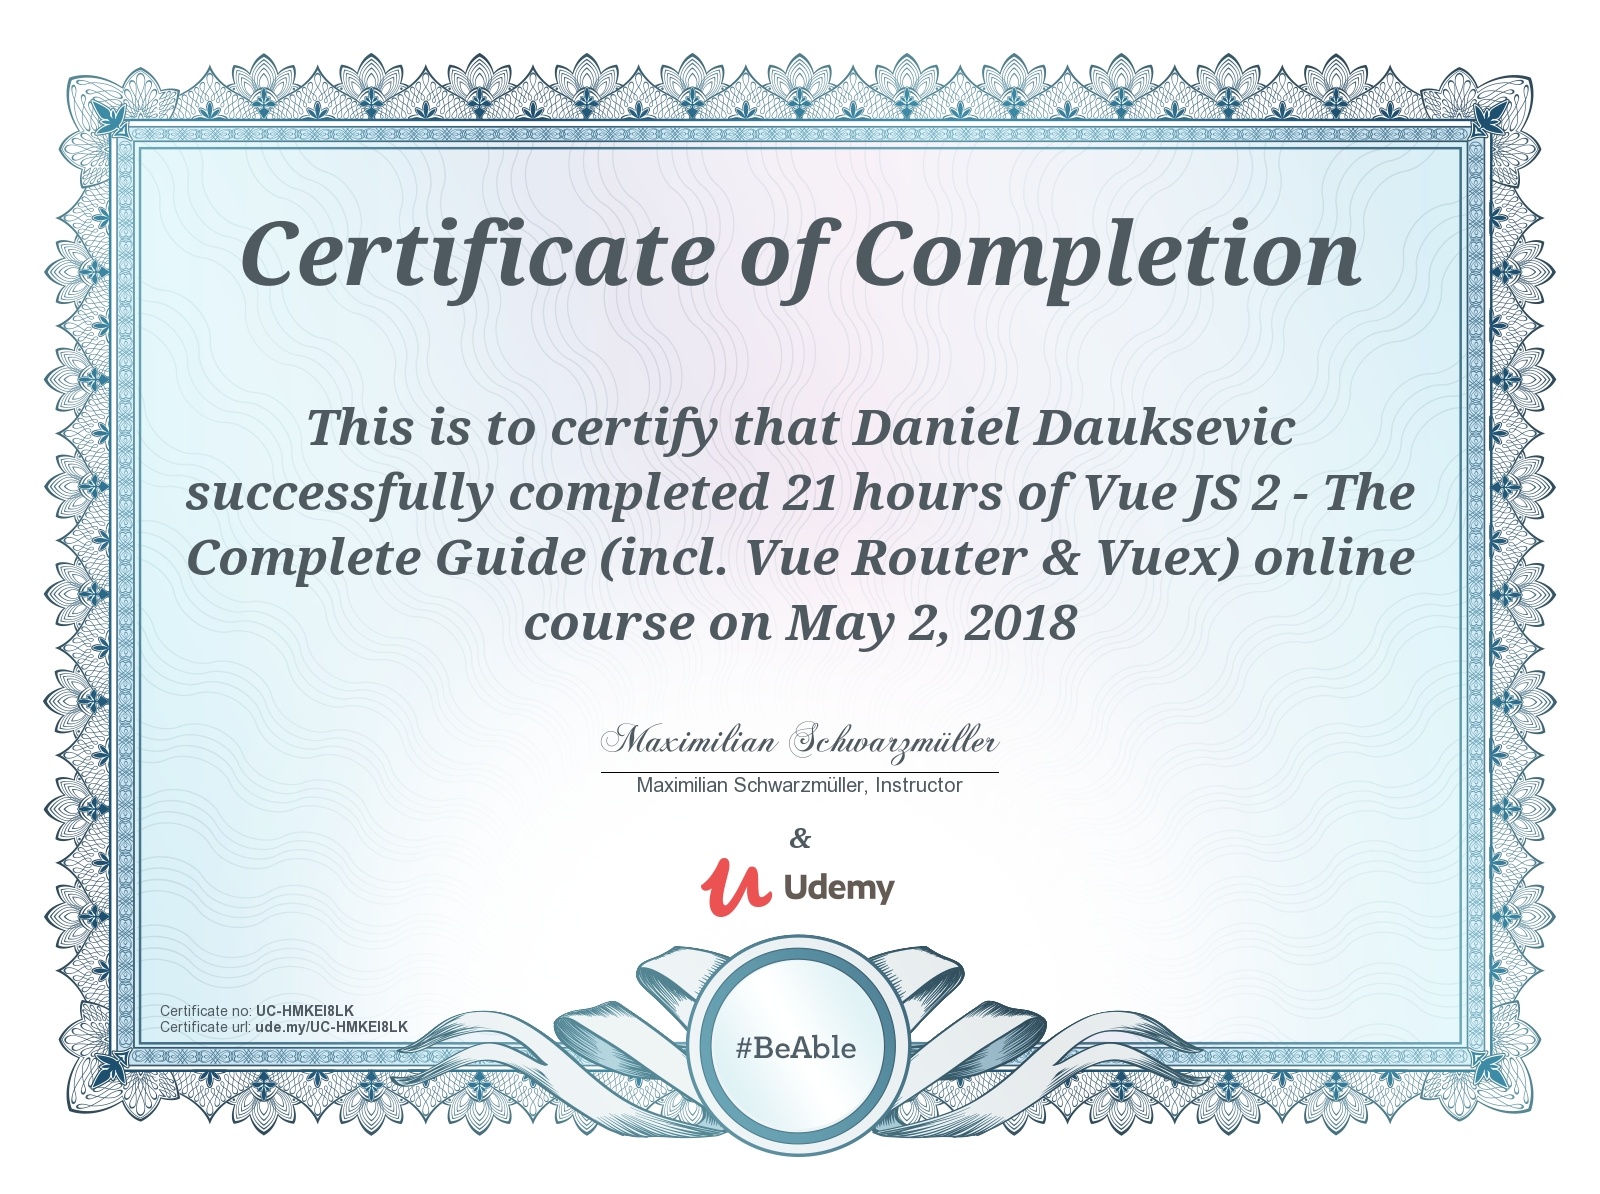 Certificate of Completion
This is to certify that Daniel Dauksevic
successfully completed 21 hours of Vue JS 2 - The
Complete Guide (incl. Vue Router & Vuex) online
course on May 2, 2018
Maximilian Schwarzmüller
Maximilian Schwarzmüller, Instructor
&
Udemy
Certificate no: UC-HMKEI8LK
Certificate url: ude.my/UC-HMKEI8LK
#BeAble